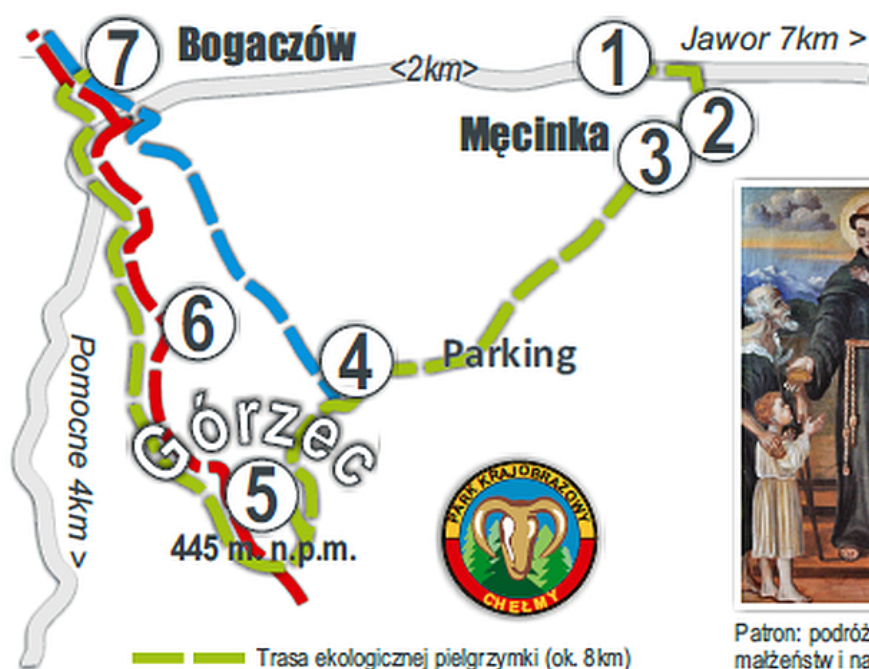 7 Bogaczów
<2km>
1
Jawor 7km >
Męcinka
2
3
6
4
Parking
Pomocne 4km >
Górzec
5
445 m. n.p.m.
PARK KRAJOBRAZOWY
CHEŁMY
Trasa ekologicznej pielgrzymki (ok. 8km)
Patron: podróż
małżeństw i na